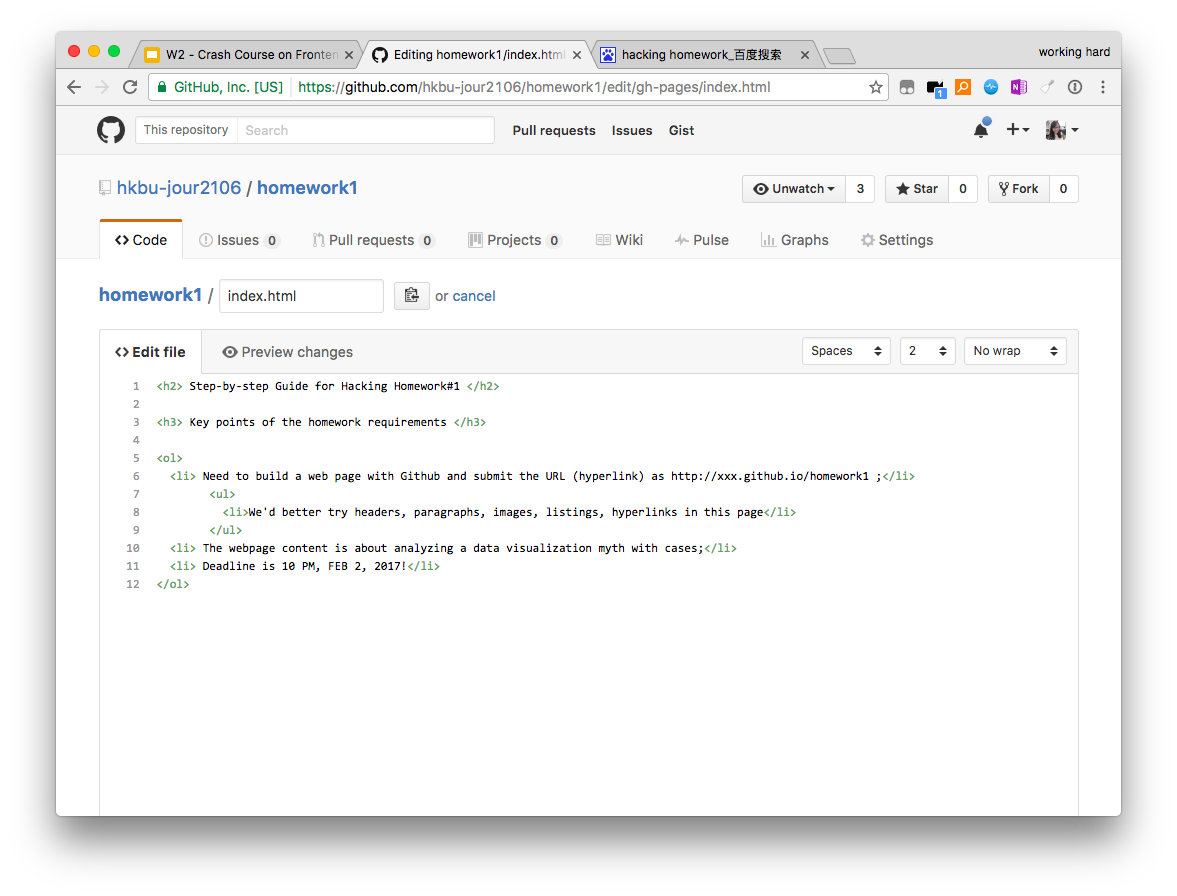 W2 - Crash Course on Fronten
Editing homework1/index.html
hacking homework_百度搜索
working hard
GitHub, Inc. [US]
https://github.com/hkbu-jour2106/homework1/edit/gh-pages/index.html
1
This repository
Search
Pull requests
Issues
Gist
hkbu-jour2106 / homework1
Unwatch
3
Star
0
Fork
0
Code
Issues 0
Pull requests 0
Projects 0
Wiki
Pulse
Graphs
Settings
homework1 /
index.html
or cancel
Edit file
Preview changes
Spaces
2
No wrap
1 <h2> Step-by-step Guide for Hacking Homework#1 </h2>
2
3 <h3> Key points of the homework requirements </h3>
4
5 <ol>
6   <li> Need to build a web page with Github and submit the URL (hyperlink) as http://xxx.github.io/homework1 ;</li>
7         <ul>
8           <li>We'd better try headers, paragraphs, images, listings, hyperlinks in this page</li>
9         </ul>
10   <li> The webpage content is about analyzing a data visualization myth with cases;</li>
11   <li> Deadline is 10 PM, FEB 2, 2017!</li>
12 </ol>